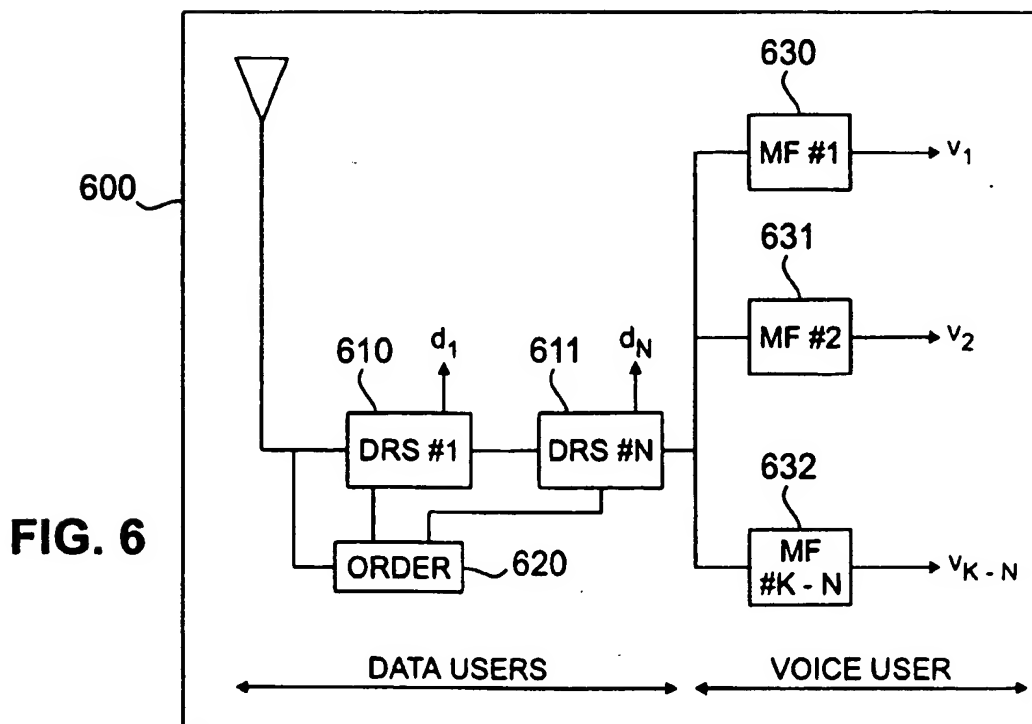 630
MF #1
v1
600
631
MF #2
v2
610
d1
611
dN
DRS #1
DRS #N
632
FIG. 6
ORDER
620
MF
#K - N
vK - N
DATA USERS
VOICE USER